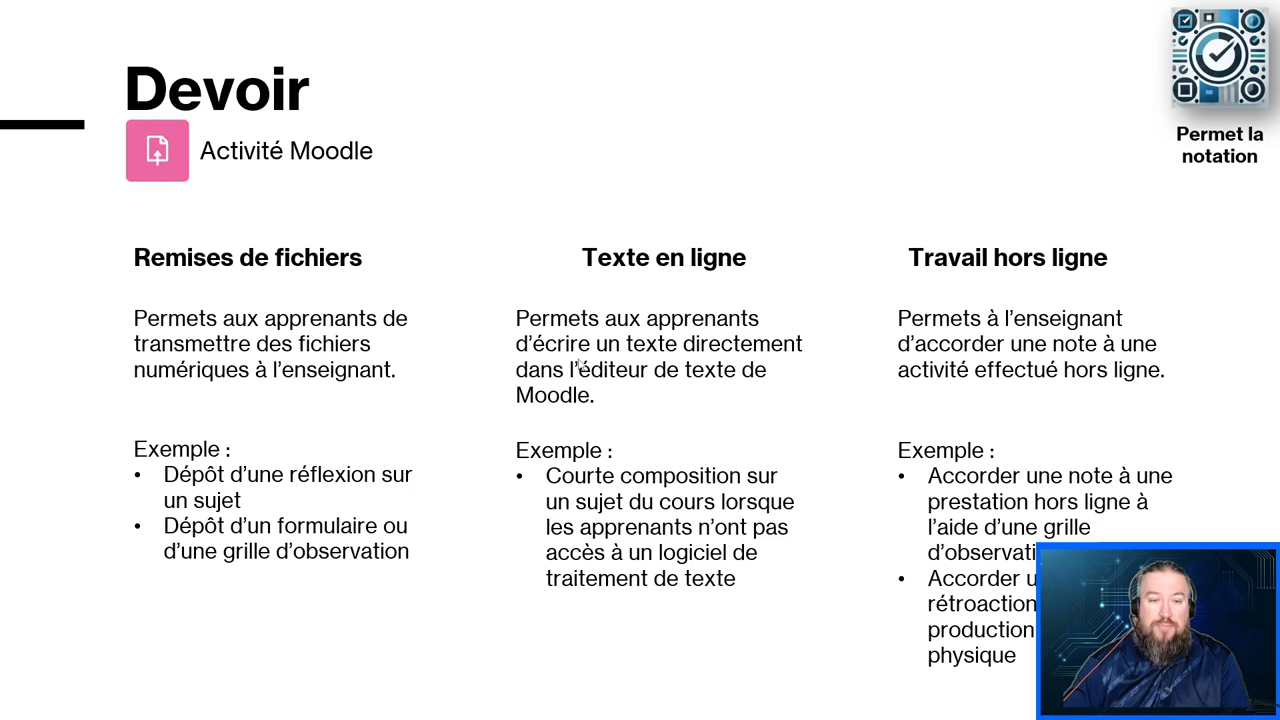 Devoir
Activité Moodle
Permet la
notation
Remises de fichiers
Permets aux apprenants de
transmettre des fichiers
numériques à l’enseignant.
Exemple :
• Dépôt d’une réflexion sur
un sujet
• Dépôt d’un formulaire ou
d’une grille d’observation
Texte en ligne
Permets aux apprenants
d’écrire un texte directement
dans l’éditeur de texte de
Moodle.
Exemple :
• Courte composition sur
un sujet du cours lorsque
les apprenants n’ont pas
accès à un logiciel de
traitement de texte
Travail hors ligne
Permets à l’enseignant
d’accorder une note à une
activité effectué hors ligne.
Exemple :
• Accorder une note à une
prestation hors ligne à
l’aide d’une grille
• Accorder
rétroaction
production
physique